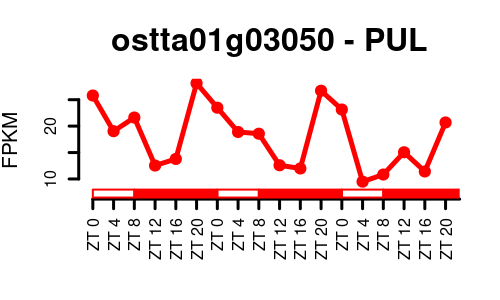 ostta01g03050 - PUL
FPKM
20
10
ZT 0 ZT 4 ZT 8 ZT 12 ZT 16 ZT 20 ZT 0 ZT 4 ZT 8 ZT 12 ZT 16 ZT 20 ZT 0 ZT 4 ZT 8 ZT 12 ZT 16 ZT 20